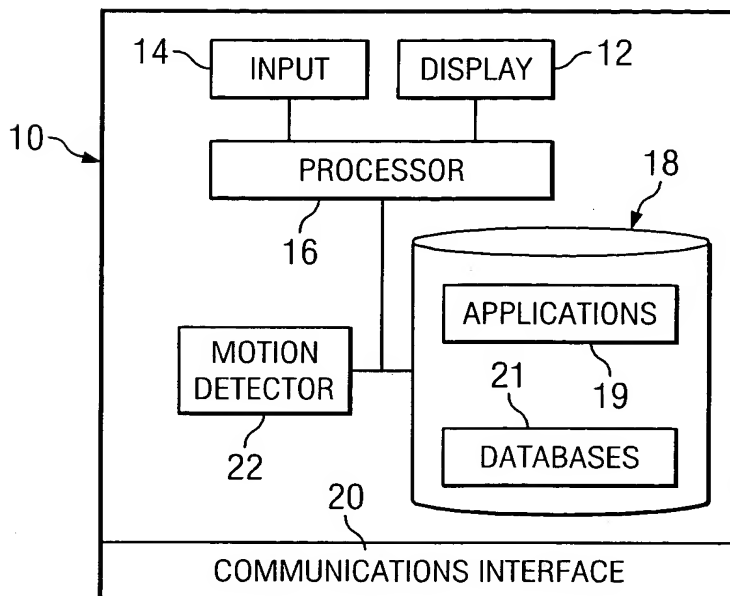 14 INPUT DISPLAY 12
10
PROCESSOR
16
18
APPLICATIONS
19
MOTION
DETECTOR
22
21
DATABASES
20
COMMUNICATIONS INTERFACE